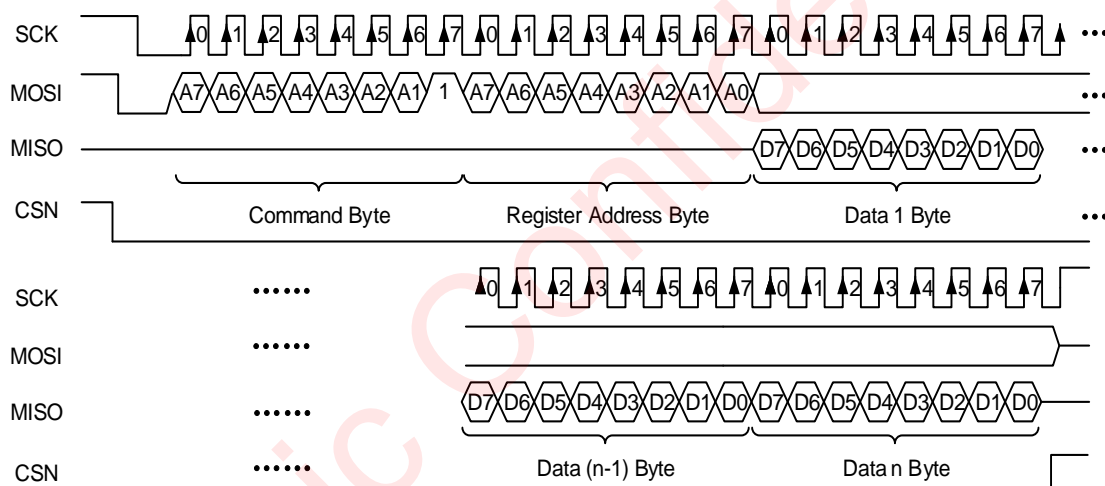 SCK 0 1 2 3 4 5 6 7 0 1 2 3 4 5 6 7 0 1 2 3 4 5 6 7 ...
MOSI A7 A6 A5 A4 A3 A2 A1 1 A7 A6 A5 A4 A3 A2 A1 A0 ...
MISO D7 D6 D5 D4 D3 D2 D1 D0 ...
CSN Command Byte Register Address Byte Data 1 Byte ...
SCK ...... 0 1 2 3 4 5 6 7 0 1 2 3 4 5 6 7
MOSI ......
MISO ...... D7 D6 D5 D4 D3 D2 D1 D0 D7 D6 D5 D4 D3 D2 D1 D0
CSN ...... Data (n-1) Byte Data n Byte